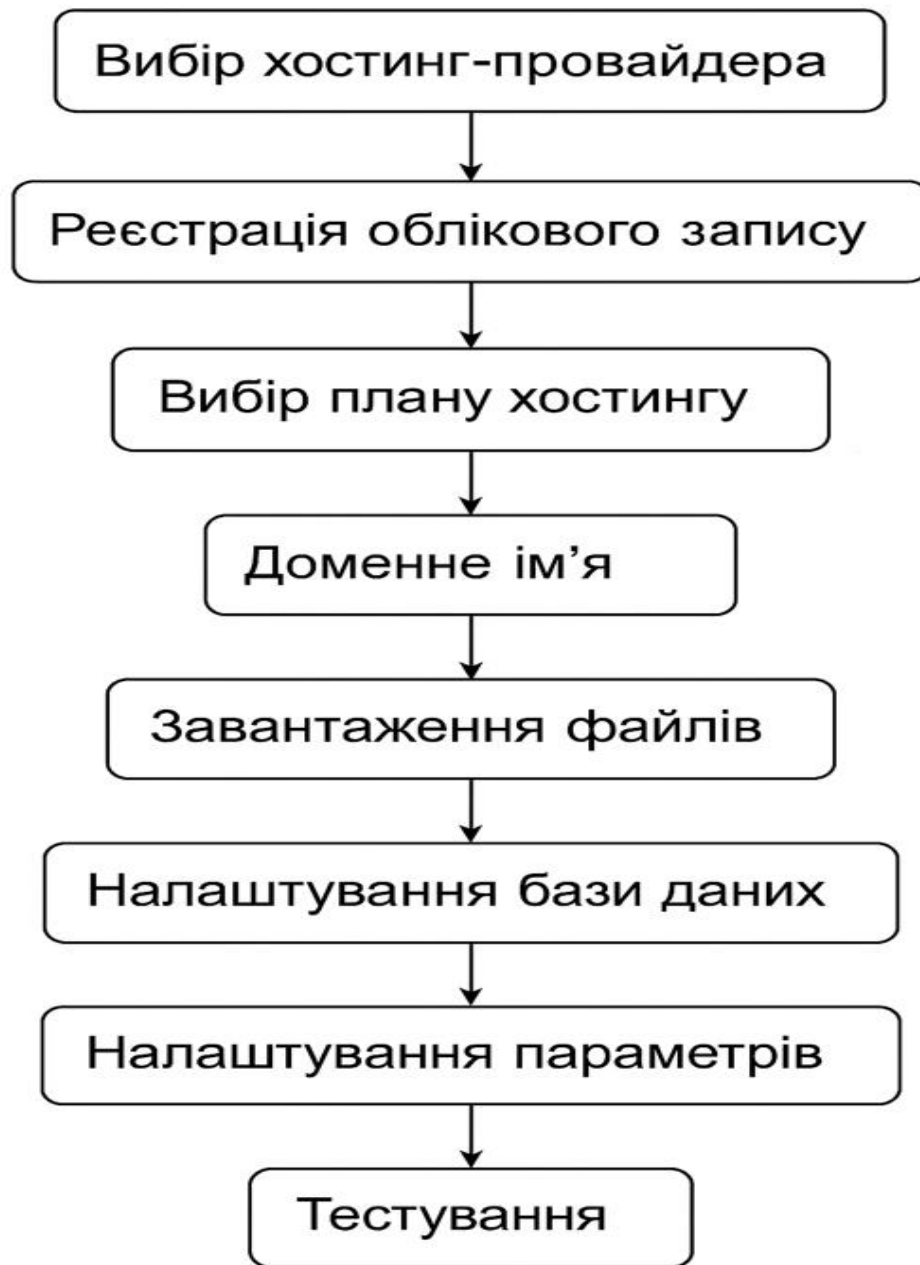 Вибір хостинг-провайдера
Реєстрація облікового запису
Вибір плану хостингу
Доменне ім’я
Завантаження файлів
Налаштування бази даних
Налаштування параметрів
Тестування